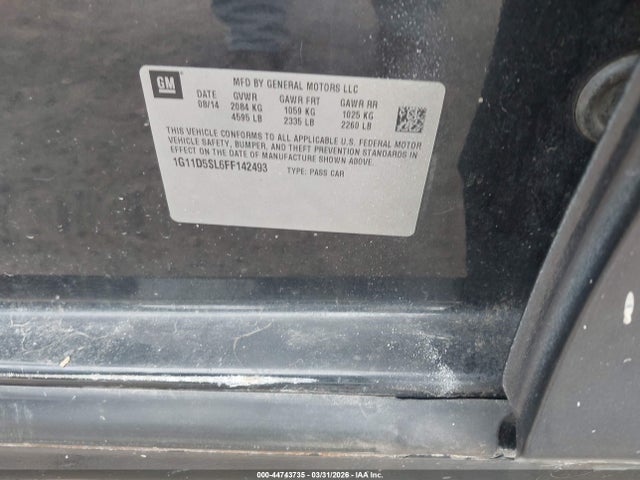 GM
MFD BY GENERAL MOTORS LLC
DATE GVWR GAWR FRT GAWR RR
08/14 2084 KG 1059 KG 1025 KG
4595 LB 2335 LB 2260 LB
THIS VEHICLE CONFORMS TO ALL APPLICABLE U.S. FEDERAL MOTOR
VEHICLE SAFETY, BUMPER, AND THEFT PREVENTION STANDARDS IN
EFFECT ON THE DATE OF MANUFACTURE SHOWN ABOVE.
1G11D5SL6FF142493 TYPE: PASS CAR
000-44743735 - 03/31/2026 - IAA Inc.